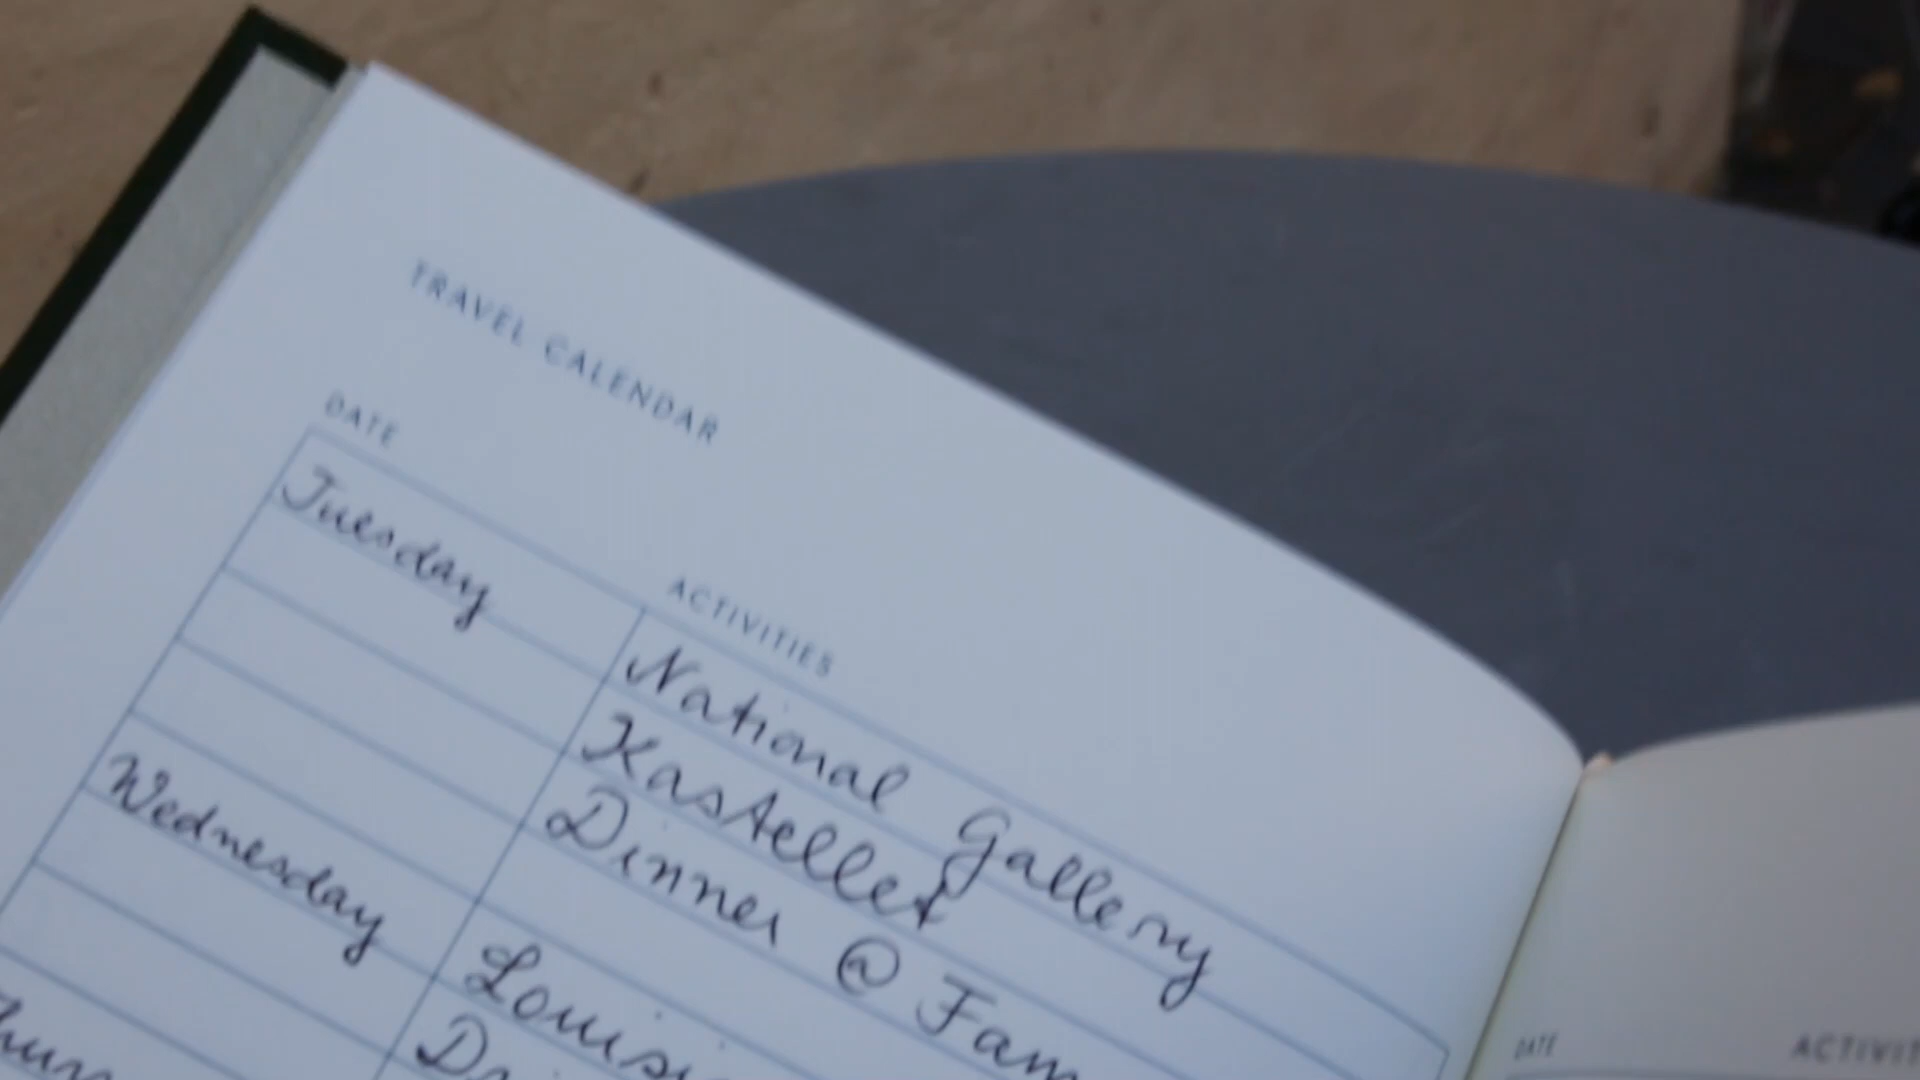 TRAVEL CALENDAR
DATE
ACTIVITIES
Tuesday
National Gallery
Kastellet
Dinner @
Wednesday
DATE